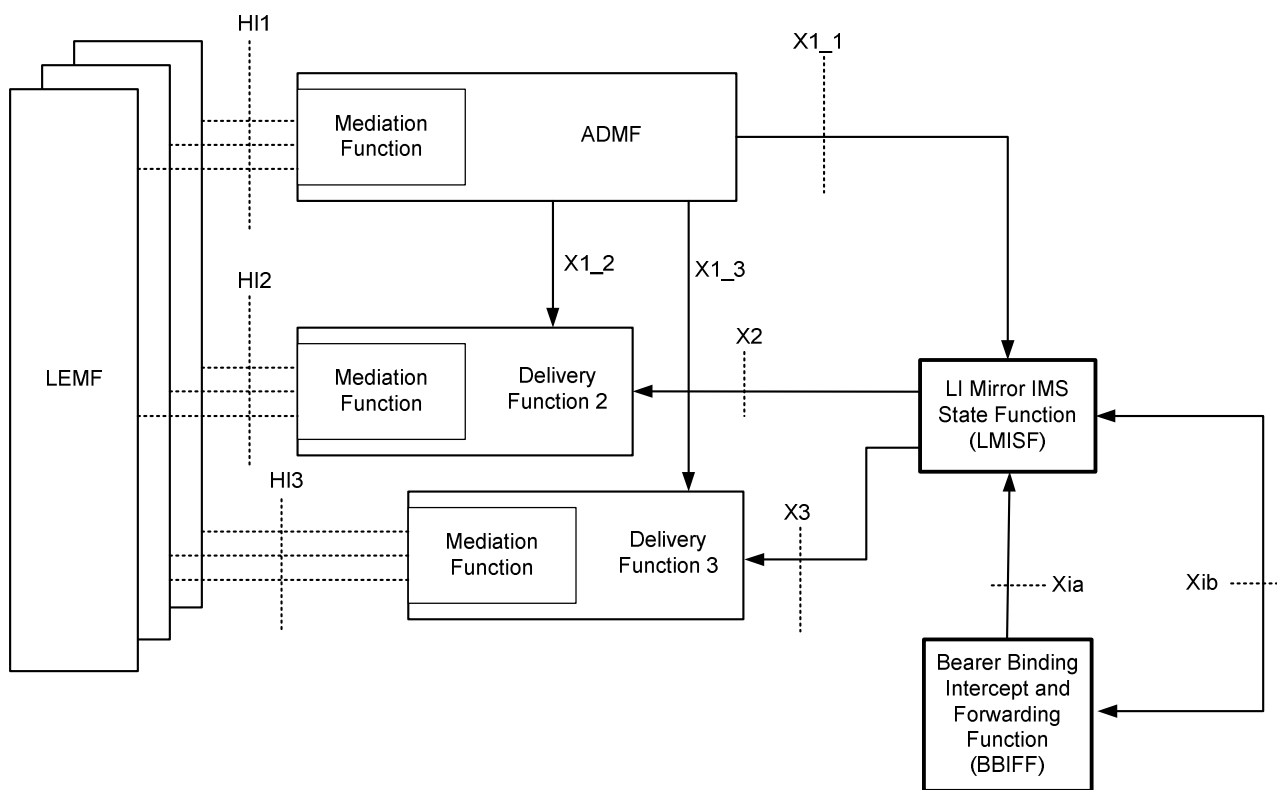 HI1
X1_1
Mediation
Function
ADMF
X1_2
X1_3
HI2
X2
LEMF
Mediation
Function
Delivery
Function 2
LI Mirror IMS
State Function
(LMISF)
HI3
X3
Mediation
Function
Delivery
Function 3
Xia
Xib
Bearer Binding
Intercept and
Forwarding
Function
(BBIFF)